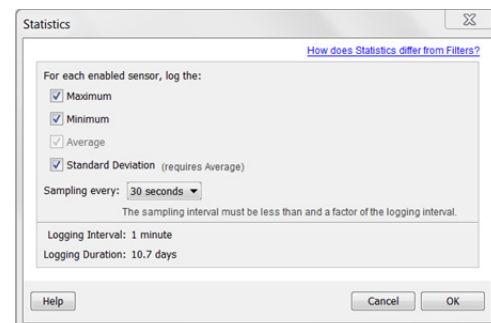 Statistics
How does Statistics differ from Filters?
For each enabled sensor, log the:
Maximum
Minimum
Average
Standard Deviation (requires Average)
Sampling every: 30 seconds
The sampling interval must be less than and a factor of the logging interval.
Logging Interval: 1 minute
Logging Duration: 10.7 days
Help Cancel OK